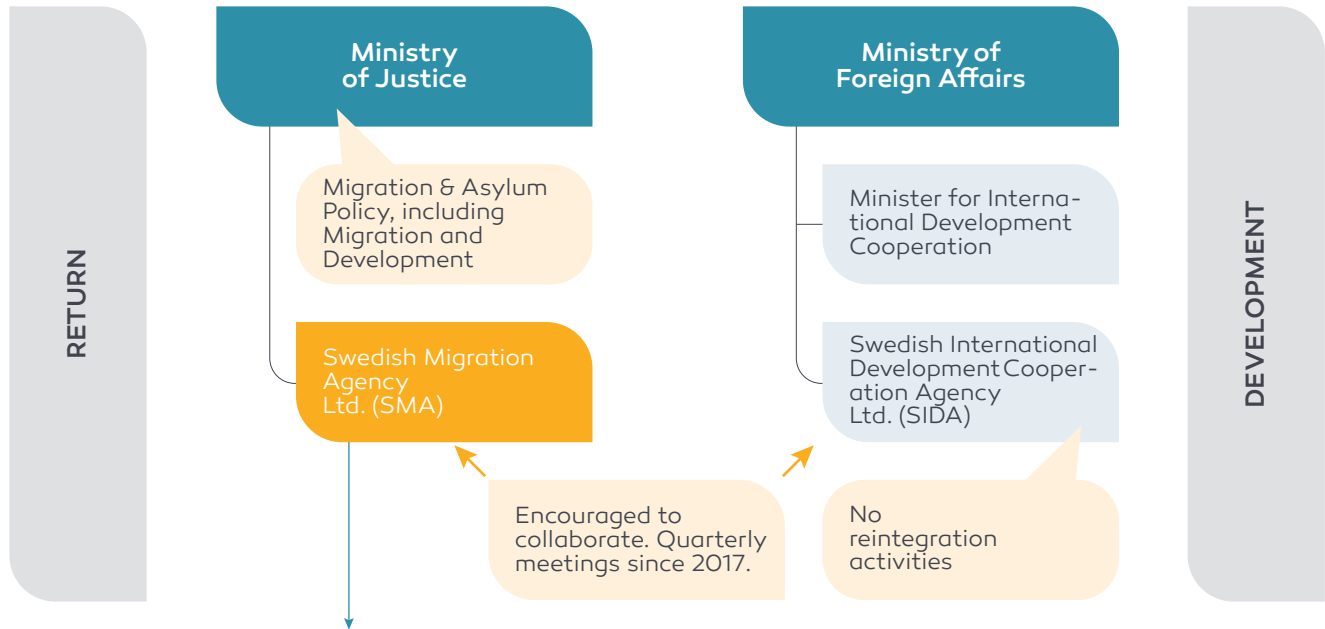 RETURN
Ministry
of Justice
Migration & Asylum
Policy, including
Migration and
Development
Swedish Migration
Agency
Ltd. (SMA)
Ministry of
Foreign Affairs
Minister for Interna-
tional Development
Cooperation
Swedish International
Development Cooper-
ation Agency
Ltd. (SIDA)
Encouraged to
collaborate. Quarterly
meetings since 2017.
No
reintegration
activities
DEVELOPMENT